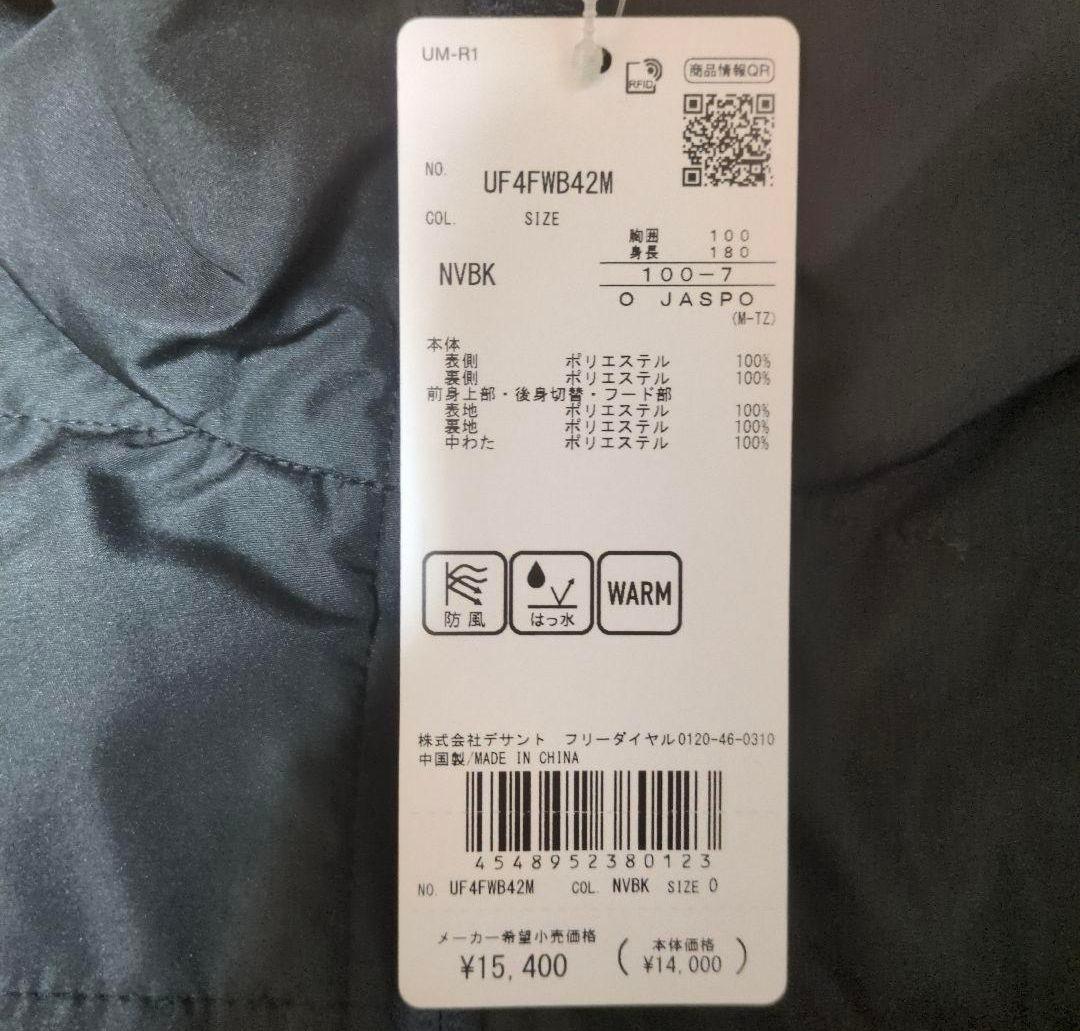 UM-R1
RFID
商品情報QR
NO. UF4FWB42M
COL. SIZE
胸囲 100
身長 180
NVBK 100-7
O JASPO
(M-TZ)
本体
表側 ポリエステル 100%
裏側 ポリエステル 100%
前身上部・後身切替・フード部
表地 ポリエステル 100%
裏地 ポリエステル 100%
中わた ポリエステル 100%
防風 はっ水 WARM
株式会社デサント フリーダイヤル0120-46-0310
中国製/MADE IN CHINA
4548952380123
NO. UF4FWB42M COL. NVBK SIZE O
メーカー希望小売価格
¥15,400
(本体価格
¥14,000)